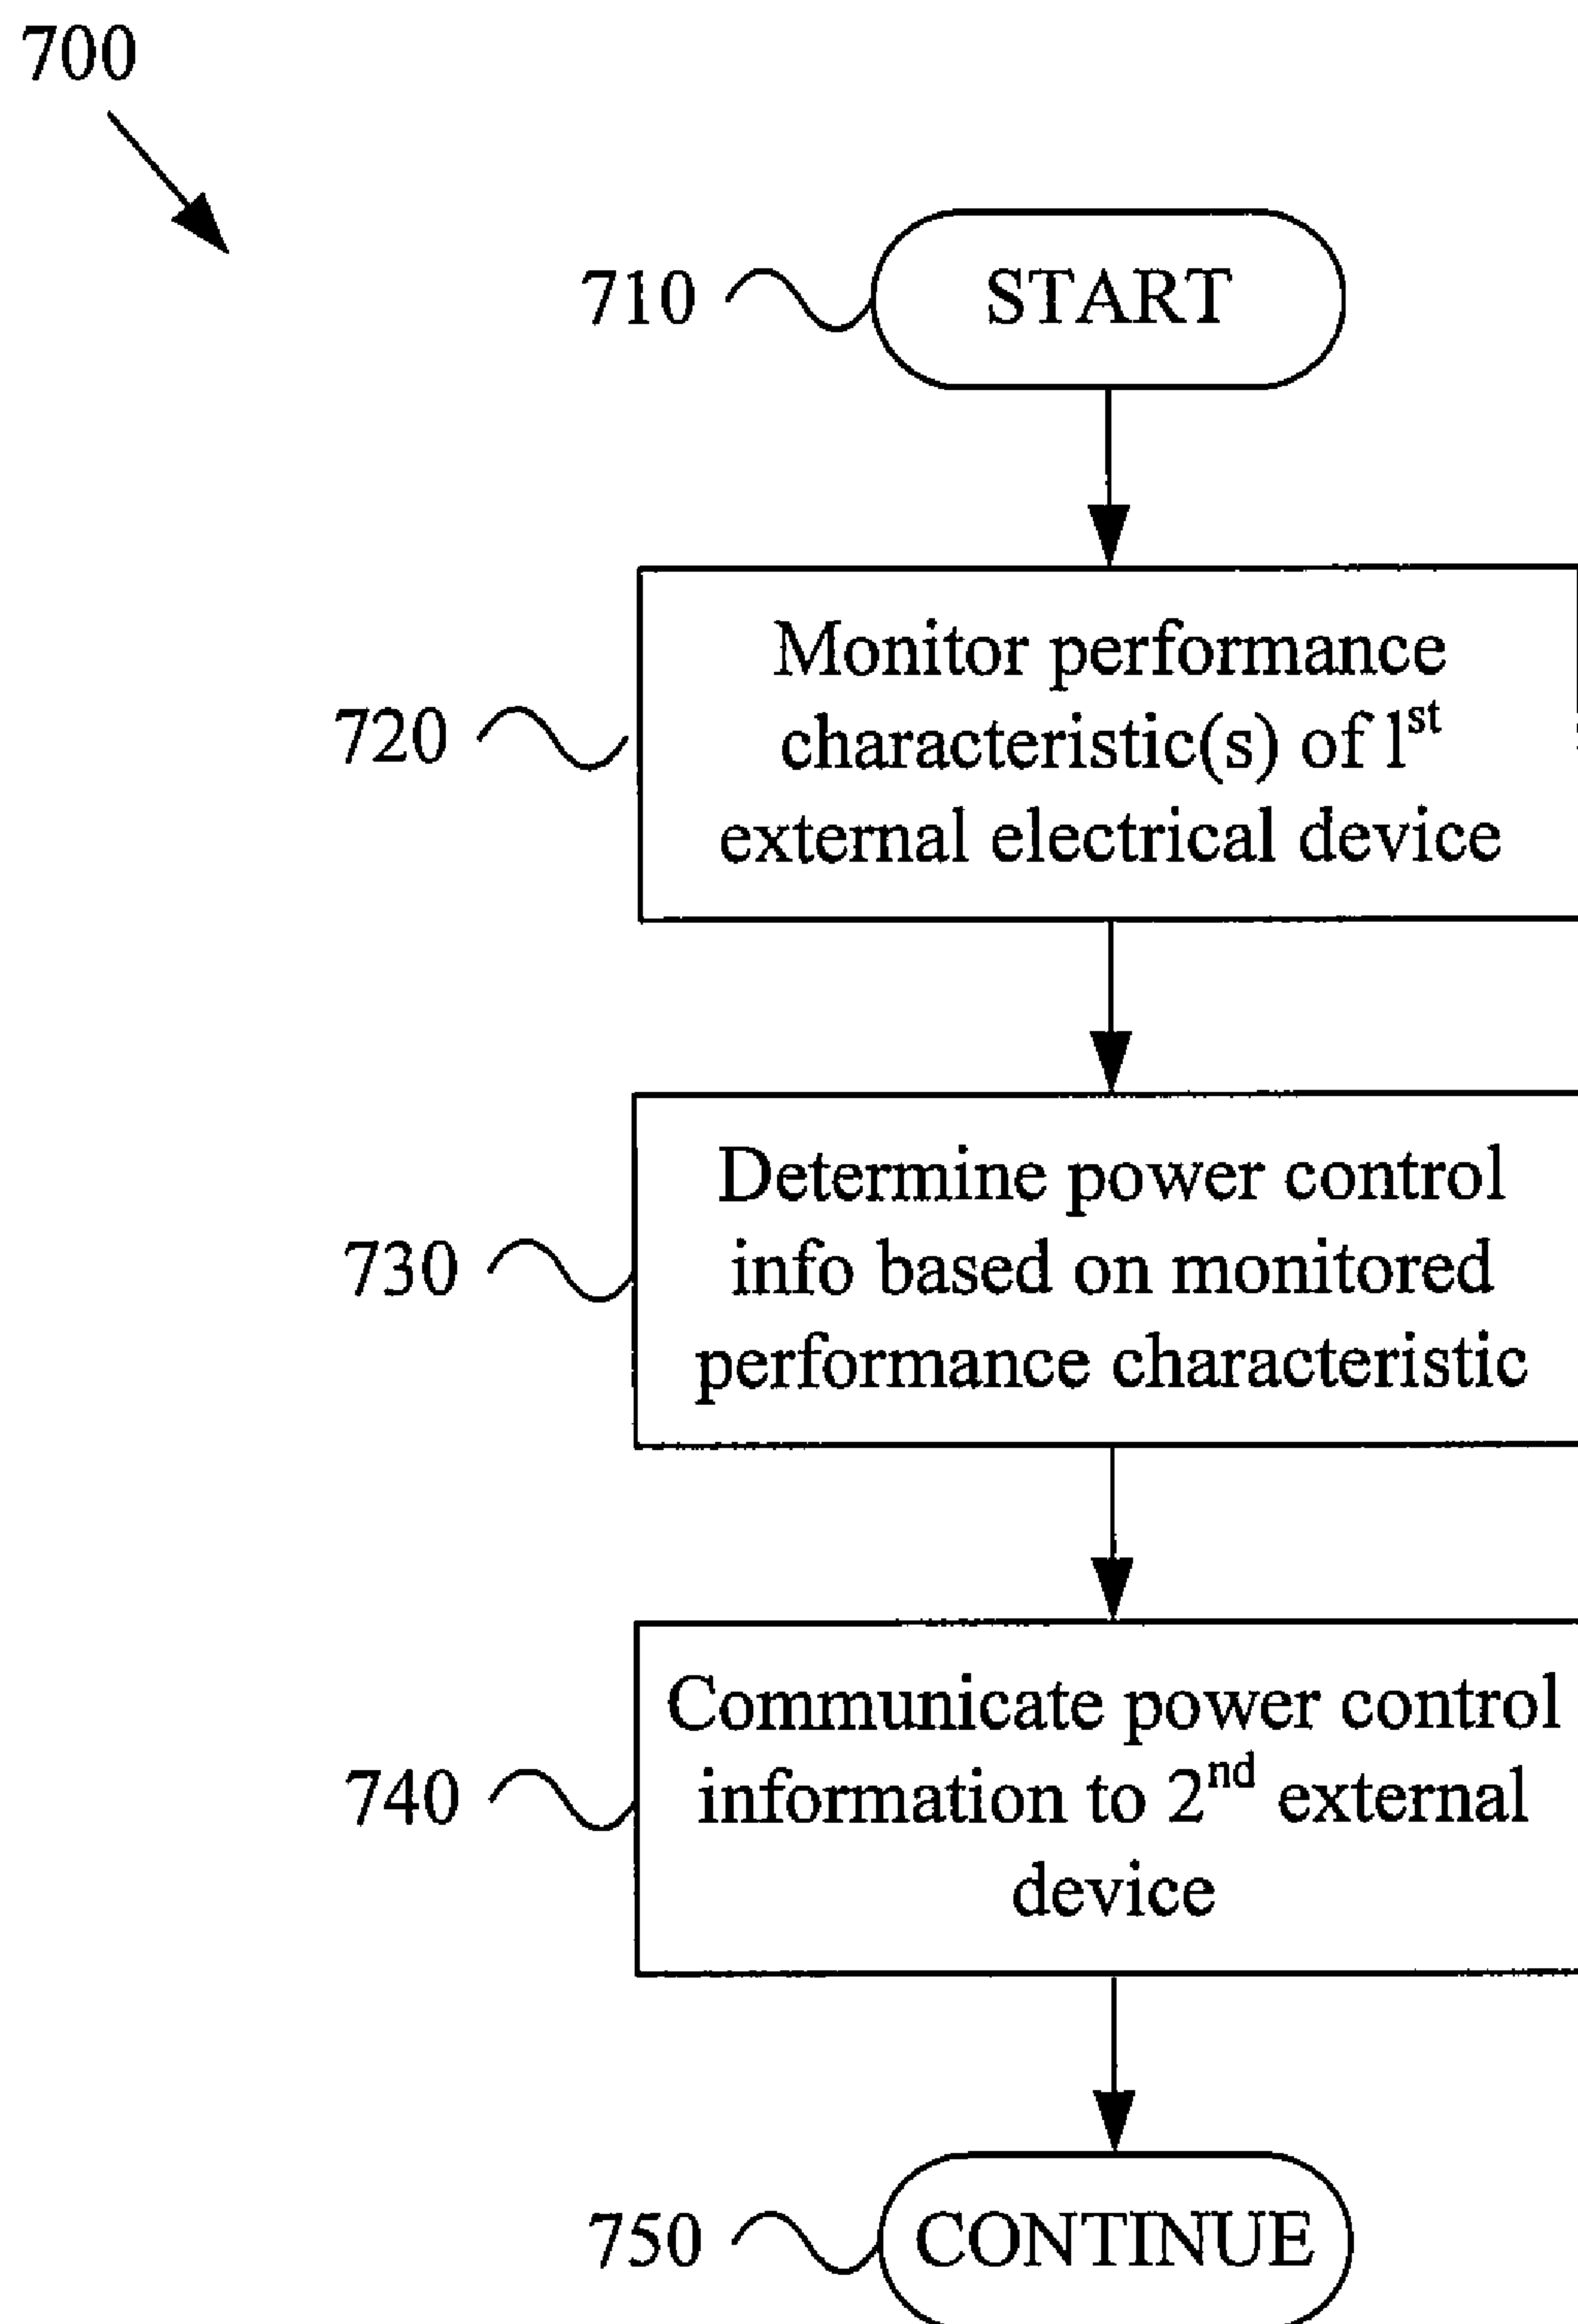 700
710 START
720
Monitor performance
characteristic(s) of 1st
external electrical device
730
Determine power control
info based on monitored
performance characteristic
740
Communicate power control
information to 2nd external
device
750 CONTINUE